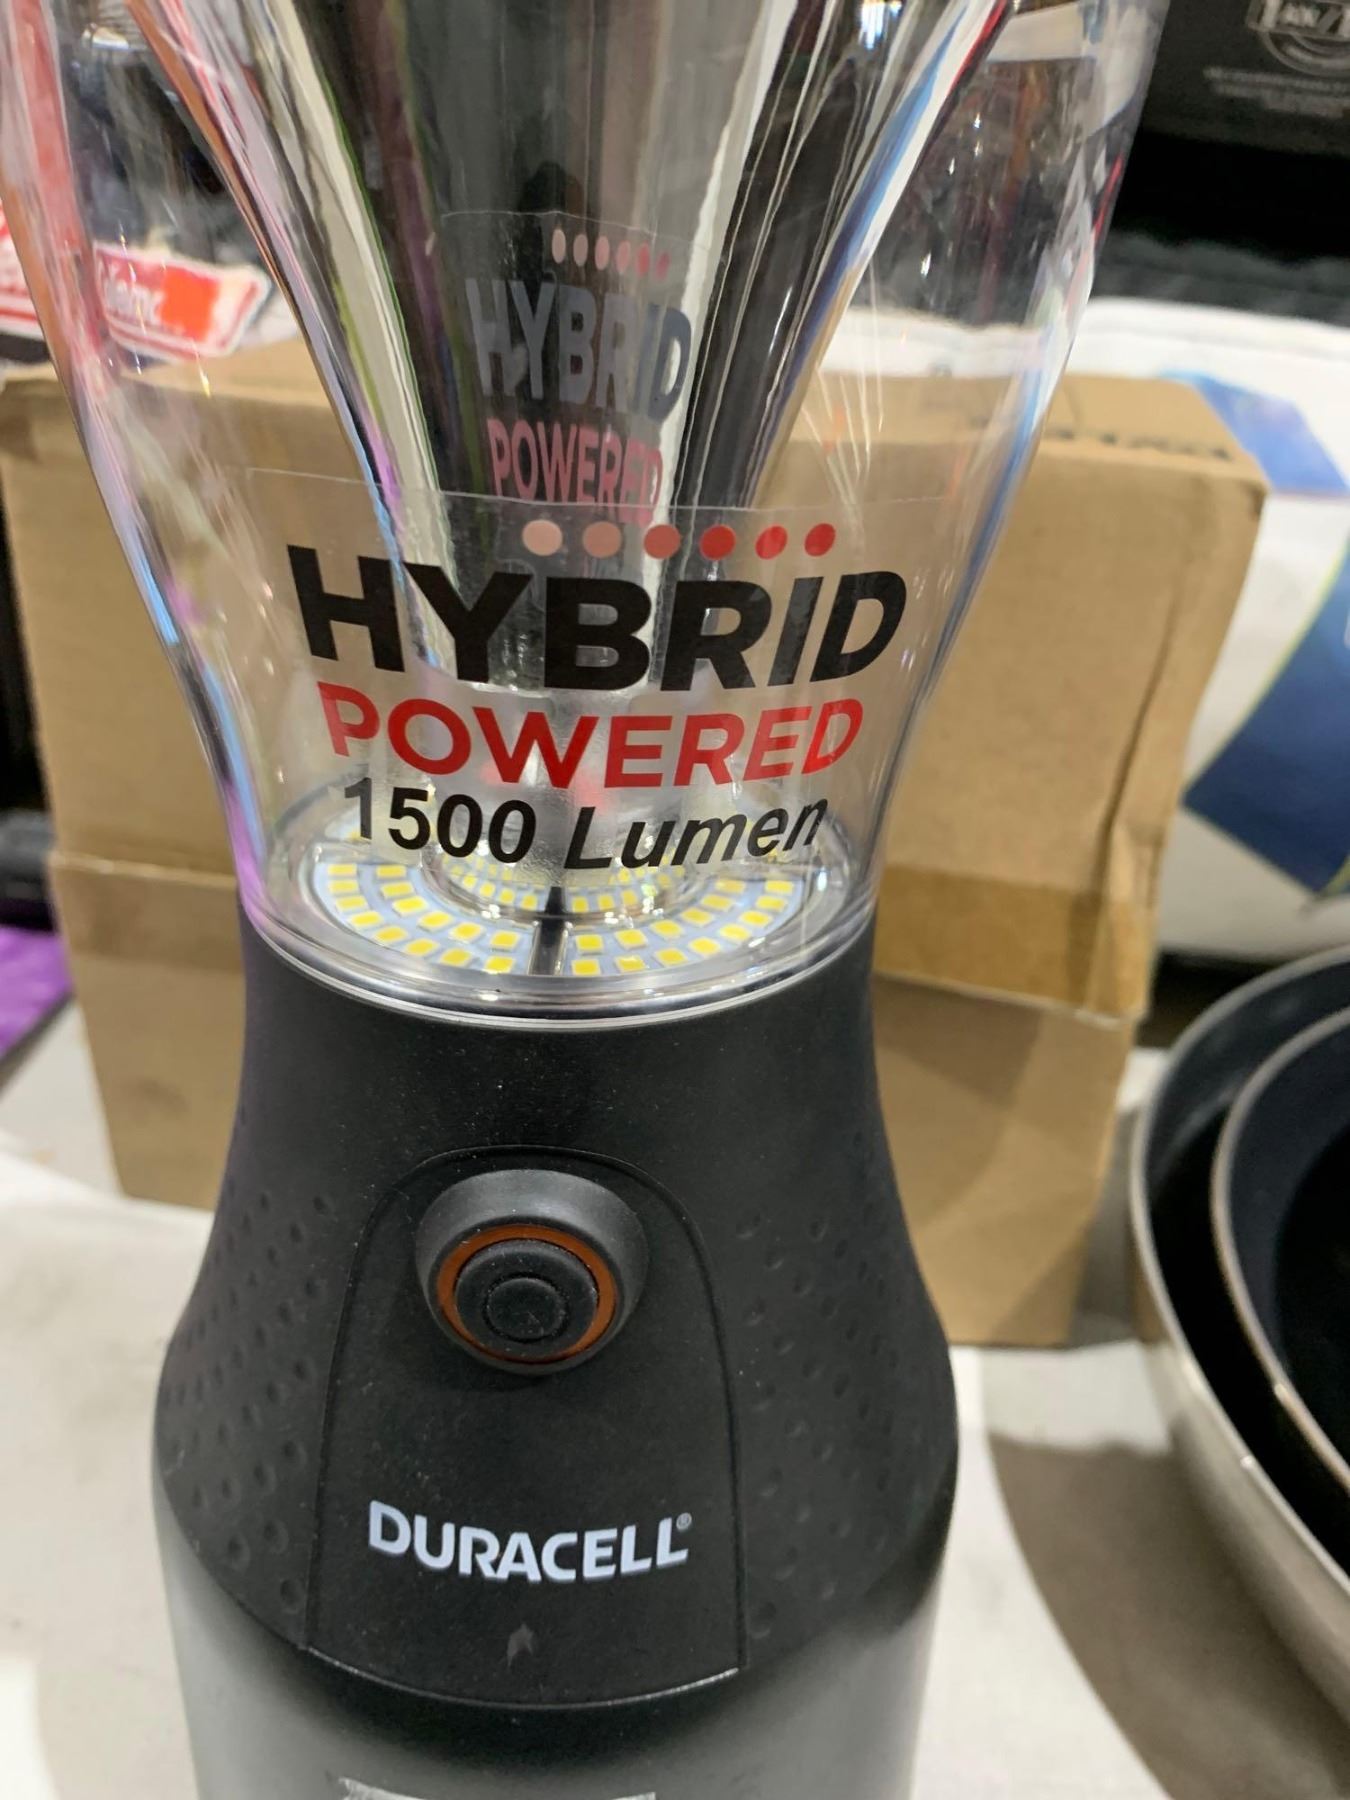 HYBRID
POWERED
HYBRID
POWERED
1500 Lumen
DURACELL®